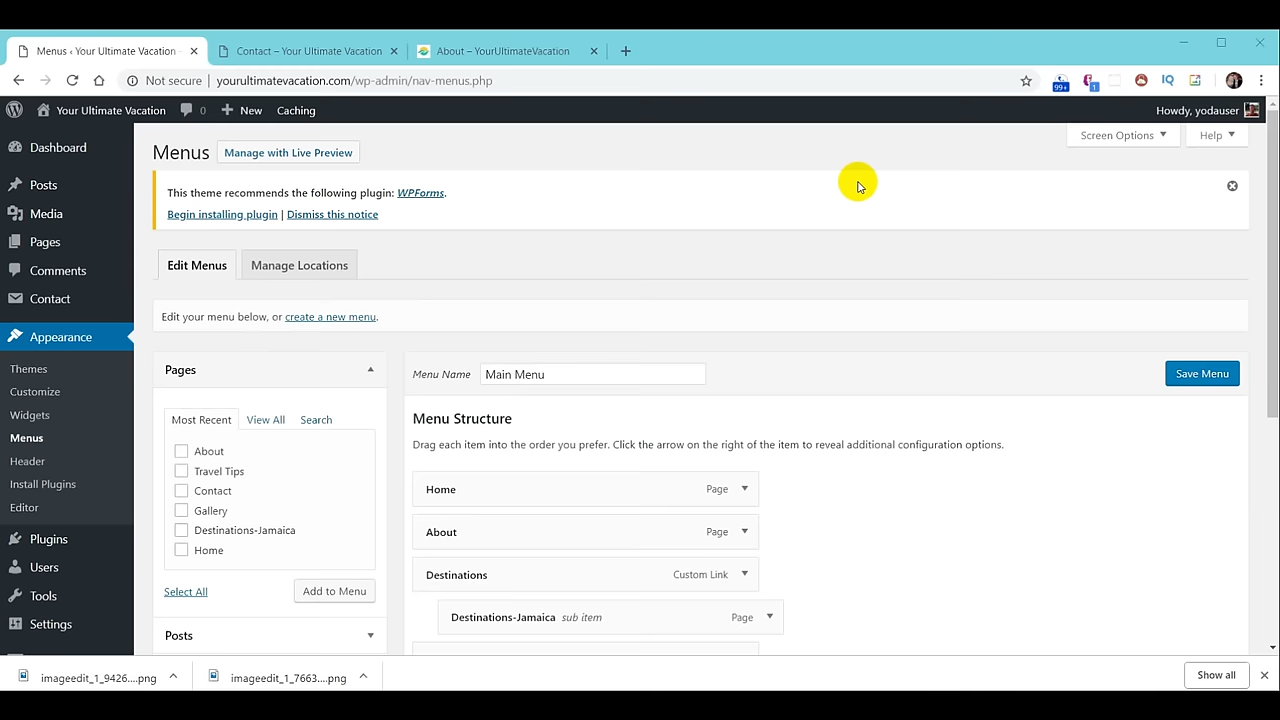 Menus ‹ Your Ultimate Vacation
Contact – Your Ultimate Vacation
About – YourUltimateVacation
Not secure | yourultimatevacation.com/wp-admin/nav-menus.php
99+
1
IQ
Your Ultimate Vacation 0 New Caching
Howdy, yodauser
Screen Options
Help
Dashboard
Posts
Media
Pages
Comments
Contact
Appearance
Themes
Customize
Widgets
Menus
Header
Install Plugins
Editor
Plugins
Users
Tools
Settings
Menus
Manage with Live Preview
This theme recommends the following plugin: WPForms.
Begin installing plugin | Dismiss this notice
Edit Menus
Manage Locations
Edit your menu below, or create a new menu.
Pages
Most Recent View All Search
About
Travel Tips
Contact
Gallery
Destinations-Jamaica
Home
Select All
Add to Menu
Posts
Menu Name Main Menu
Save Menu
Menu Structure
Drag each item into the order you prefer. Click the arrow on the right of the item to reveal additional configuration options.
Home Page
About Page
Destinations Custom Link
Destinations-Jamaica sub item Page
imageedit_1_9426....png
imageedit_1_7663....png
Show all